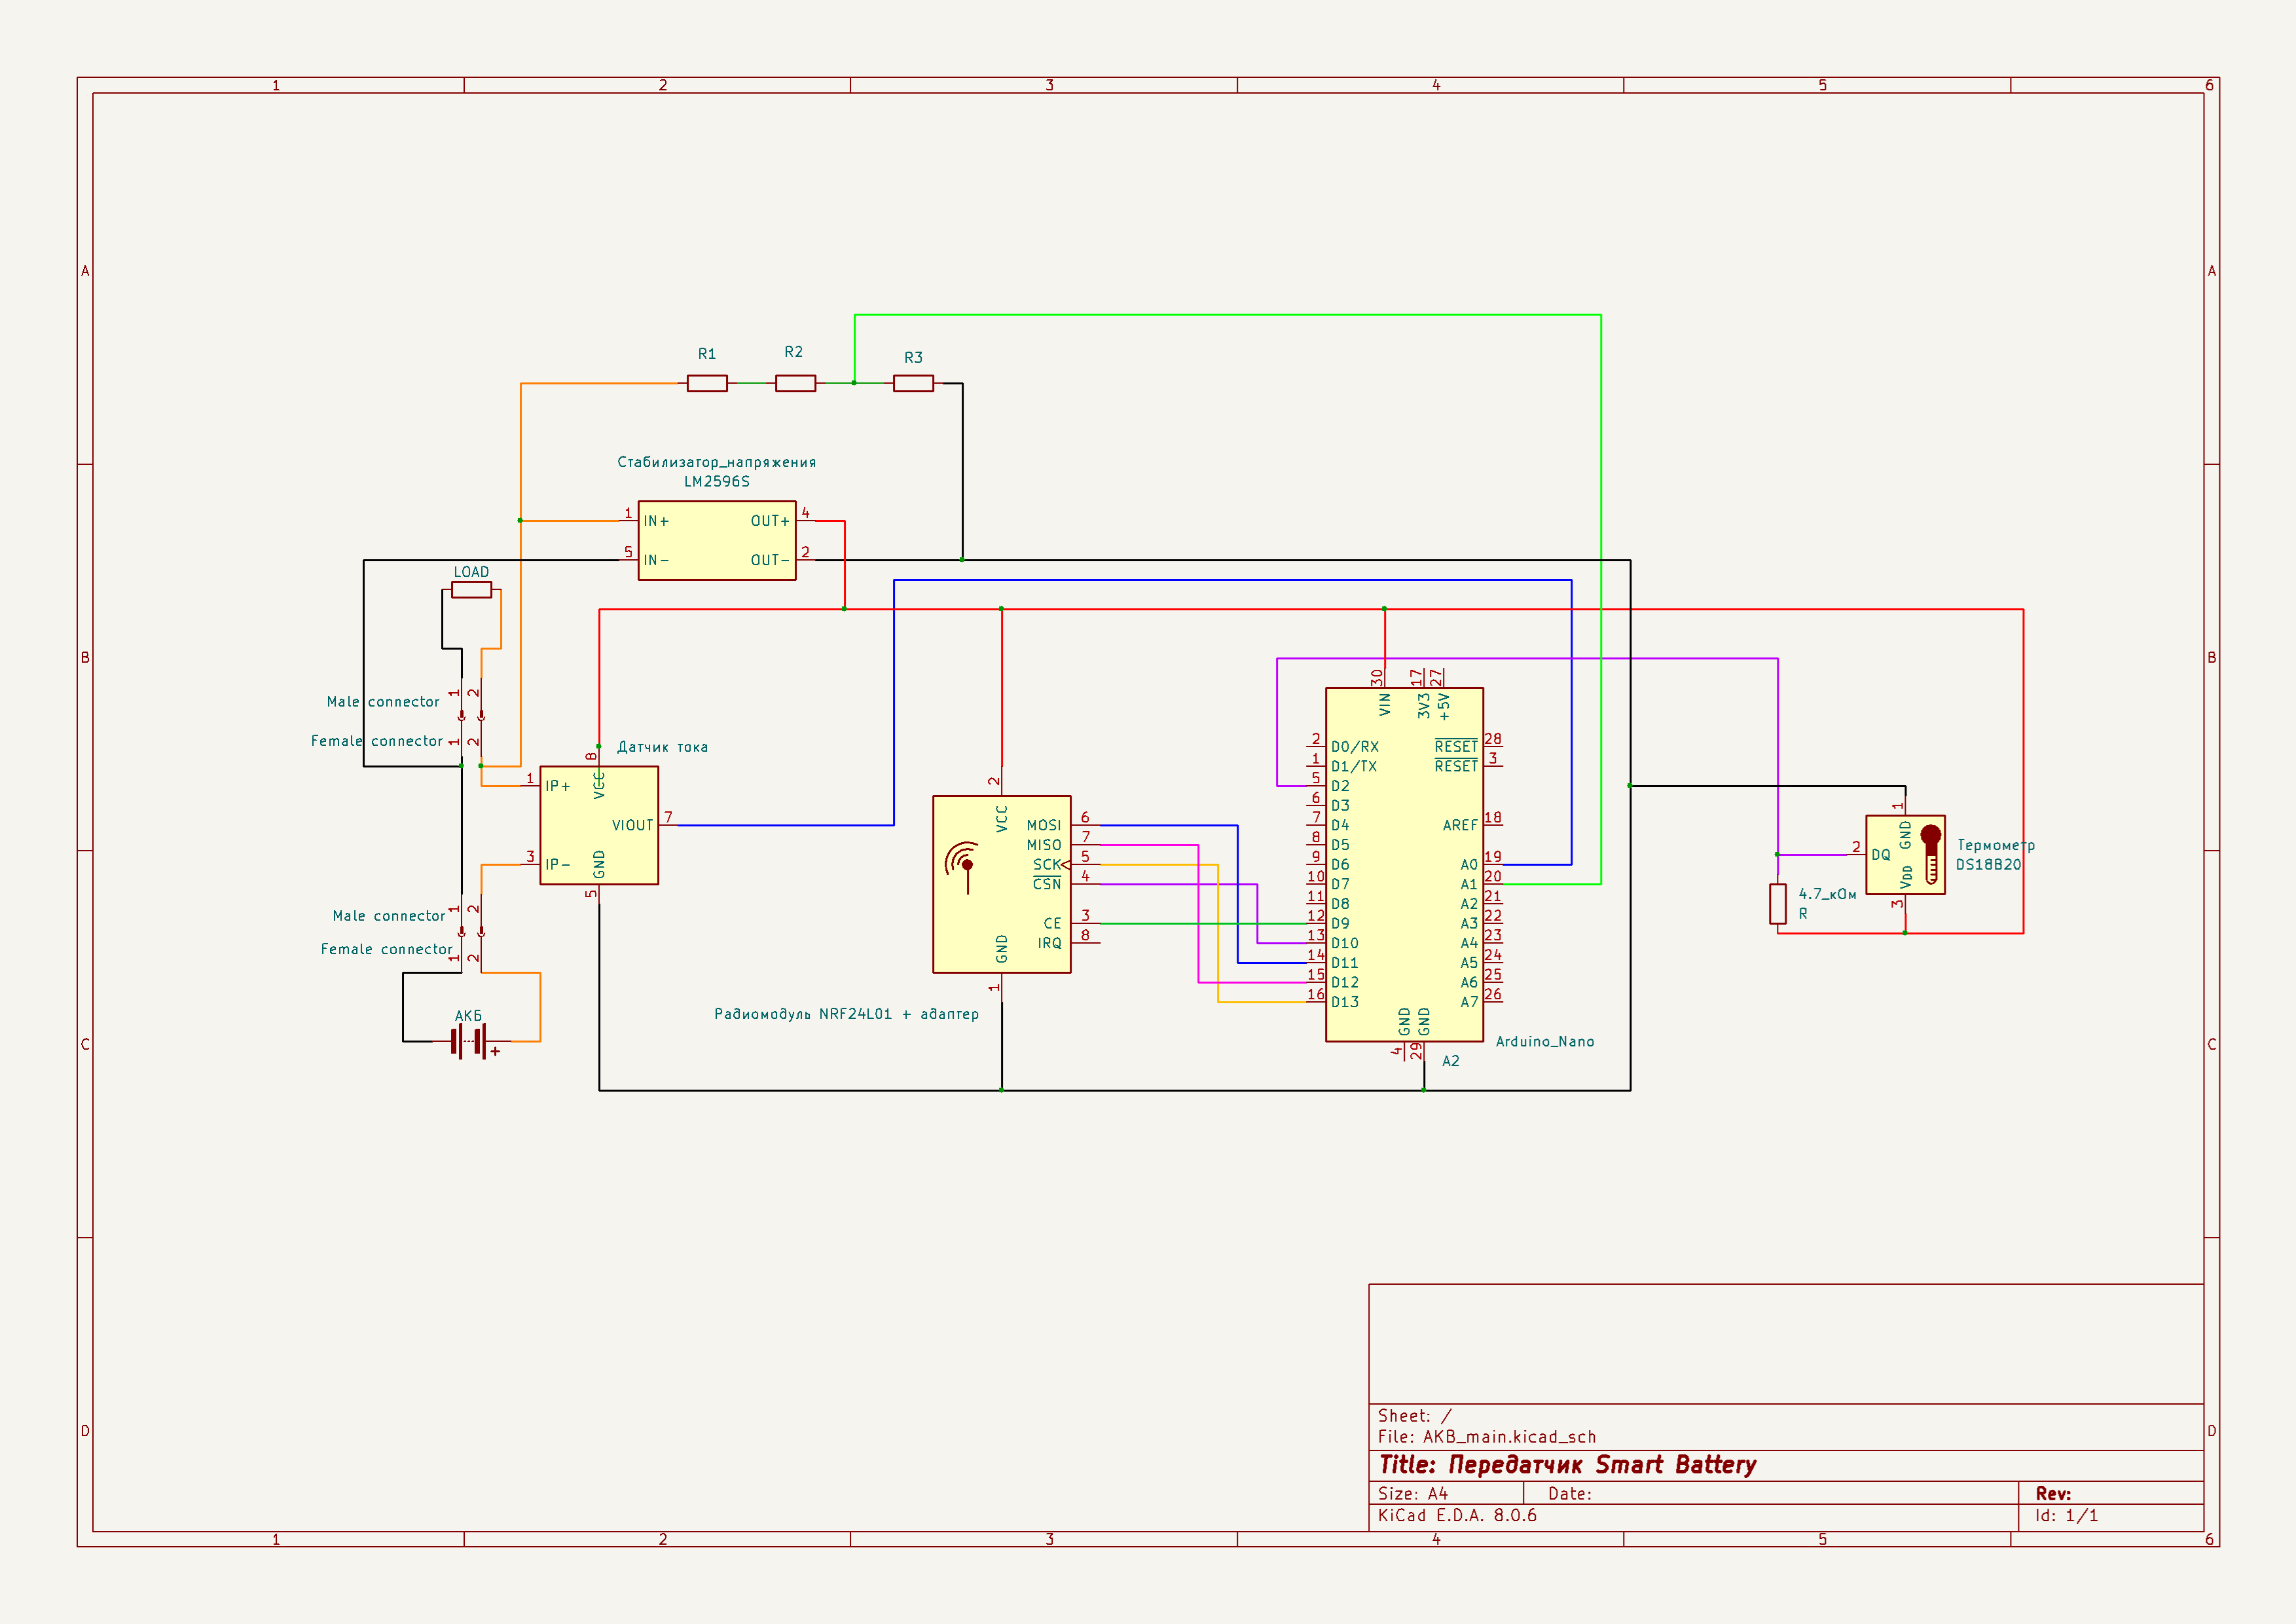 1 2 3 4 5 6
A A
R1 R2 R3
Стабилизатор_напряжения
LM2596S
1 IN+ OUT+ 4
5 IN- OUT- 2
LOAD
B B
1 2
Male connector
Female connector
1 2
Датчик тока
8
VCC
1 IP+
VIOUT 7
3 IP-
GND
5
1 2
Male connector
Female connector
1 2
АКБ
+
2
VCC
MOSI 6
MISO 7
SCK 5
CSN 4
CE 3
IRQ 8
GND
1
Радиомодуль NRF24L01 + адаптер
30 17 27
VIN 3V3 +5V
2 D0/RX RESET 28
1 D1/TX RESET 3
5 D2
6 D3
7 D4 AREF 18
8 D5
9 D6 A0 19
10 D7 A1 20
11 D8 A2 21
12 D9 A3 22
13 D10 A4 23
14 D11 A5 24
15 D12 A6 25
16 D13 A7 26
GND GND
4 29
Arduino_Nano
A2
1
GND
2 DQ
VDD
3
Термометр
DS18B20
4.7_кОм
R
C C
D D
Sheet: /
File: AKB_main.kicad_sch
Title: Передатчик Smart Battery
Size: A4 Date: Rev:
KiCad E.D.A. 8.0.6 Id: 1/1
1 2 3 4 5 6